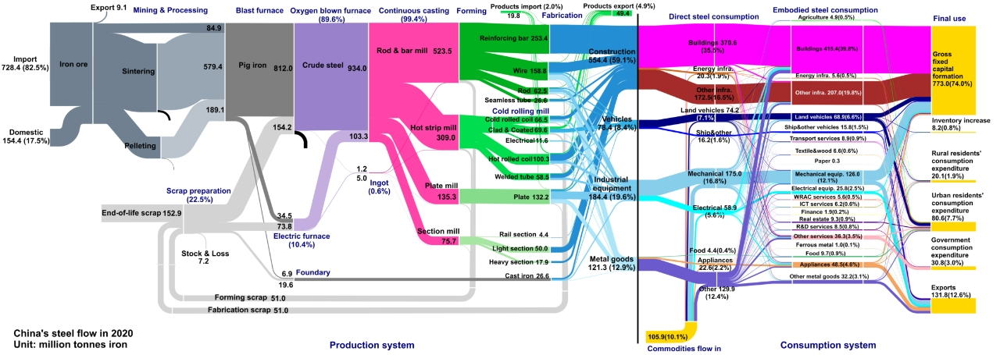 Export 9.1
Mining & Processing
Blast furnace
Oxygen blown furnace
(89.6%)
Continuous casting
(99.4%)
Forming
Products import (2.0%)
19.8
Fabrication
Products export (4.9%)
49.4
Direct steel consumption
Embodied steel consumption
Final use
Import
728.4 (82.5%)
Iron ore
84.9
Sintering
579.4
189.1
Pelleting
Domestic
154.4 (17.5%)
Pig iron
812.0
154.2
Crude steel
934.0
103.3
Rod & bar mill 523.5
Hot strip mill
309.0
1.2
5.0
Ingot
(0.6%)
Plate mill
135.3
Section mill
75.7
Scrap preparation
(22.5%)
End-of-life scrap 152.9
Stock & Loss
7.2
34.5
73.8
Electric furnace
(10.4%)
6.9
Foundary
19.6
Forming scrap 51.0
Fabrication scrap 51.0
Reinforcing bar 253.4
Wire 158.8
Rod 62.5
Seamless tube 28.6
Cold rolling mill
Cold rolled coil 66.5
Clad & Coated 69.6
Electrical 11.6
Hot rolled coil 100.3
Welded tube 58.5
Plate 132.2
Rail section 4.4
Light section 50.0
Heavy section 17.9
Cast iron 26.6
Construction
554.4 (59.1%)
Vehicles
78.4 (8.4%)
Industrial
equipment
184.4 (19.6%)
Metal goods
121.3 (12.9%)
Buildings 370.6
(35.5%)
Energy infra.
20.3(1.9%)
Other infra.
172.5(16.5%)
Land vehicles 74.2
(7.1%)
Ship&other
16.2(1.6%)
Mechanical 175.0
(16.8%)
Electrical 58.9
(5.6%)
Food 4.4(0.4%)
Appliances
22.6(2.2%)
Other 129.9
(12.4%)
105.9(10.1%)
Commodities flow in
Agriculture 4.9(0.5%)
Buildings 415.4(39.8%)
Energy infra. 5.6(0.5%)
Other infra. 207.0(19.8%)
Land vehicles 68.9(6.6%)
Ship&other vehicles 15.8(1.5%)
Transport services 8.9(0.9%)
Textile&wood 6.6(0.6%)
Paper 0.3
Mechanical equip. 126.0
(12.1%)
Electrical equip. 25.8(2.5%)
WRAC services 5.6(0.5%)
ICT services 6.2(0.6%)
Finance 1.9(0.2%)
Real estate 9.3(0.9%)
R&D services 8.5(0.8%)
Other services 36.3(3.5%)
Ferrous metal 1.0(0.1%)
Food 9.7(0.9%)
Appliances 48.5(4.6%)
Other metal goods 32.2(3.1%)
Gross
fixed
capital
formation
773.0(74.0%)
Inventory increase
8.2(0.8%)
Rural residents'
consumption
expenditure
20.1(1.9%)
Urban residents'
consumption
expenditure
80.6(7.7%)
Government
consumption
expenditure
30.8(3.0%)
Exports
131.8(12.6%)
China's steel flow in 2020
Unit: million tonnes iron
Production system
Consumption system